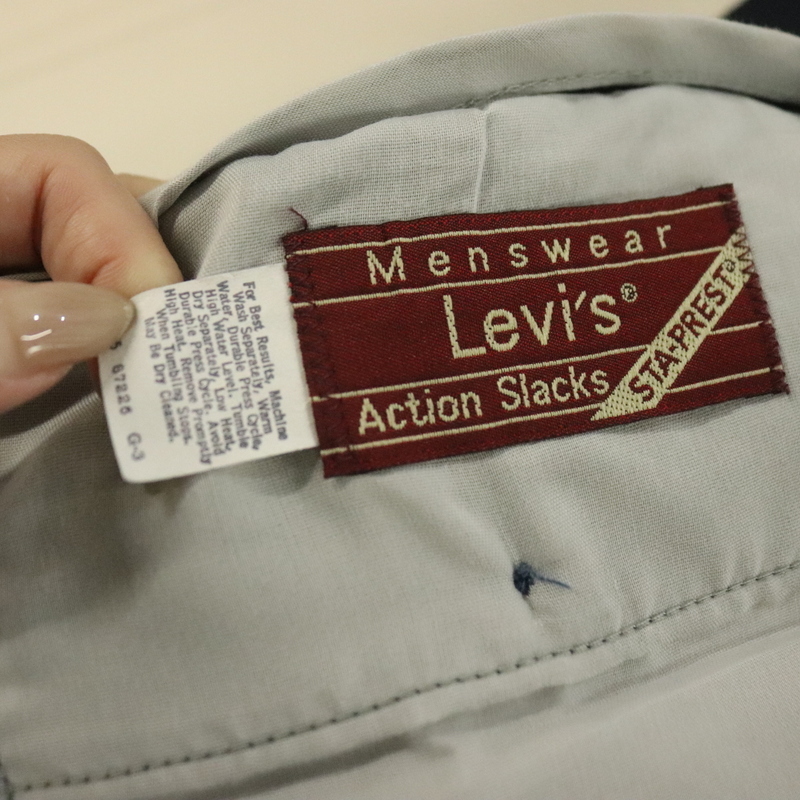 Menswear
Levi's®
Action Slacks
STA-PREST®
For Best Results, Machine
Wash Separately, Warm
Water, Durable Press Cycle,
High Water Level. Tumble
Dry Separately, Low Heat,
Durable Press Cycle. Avoid
High Heat. Remove Promptly
When Tumbling Stops.
May Be Dry Cleaned.
67226 G-3